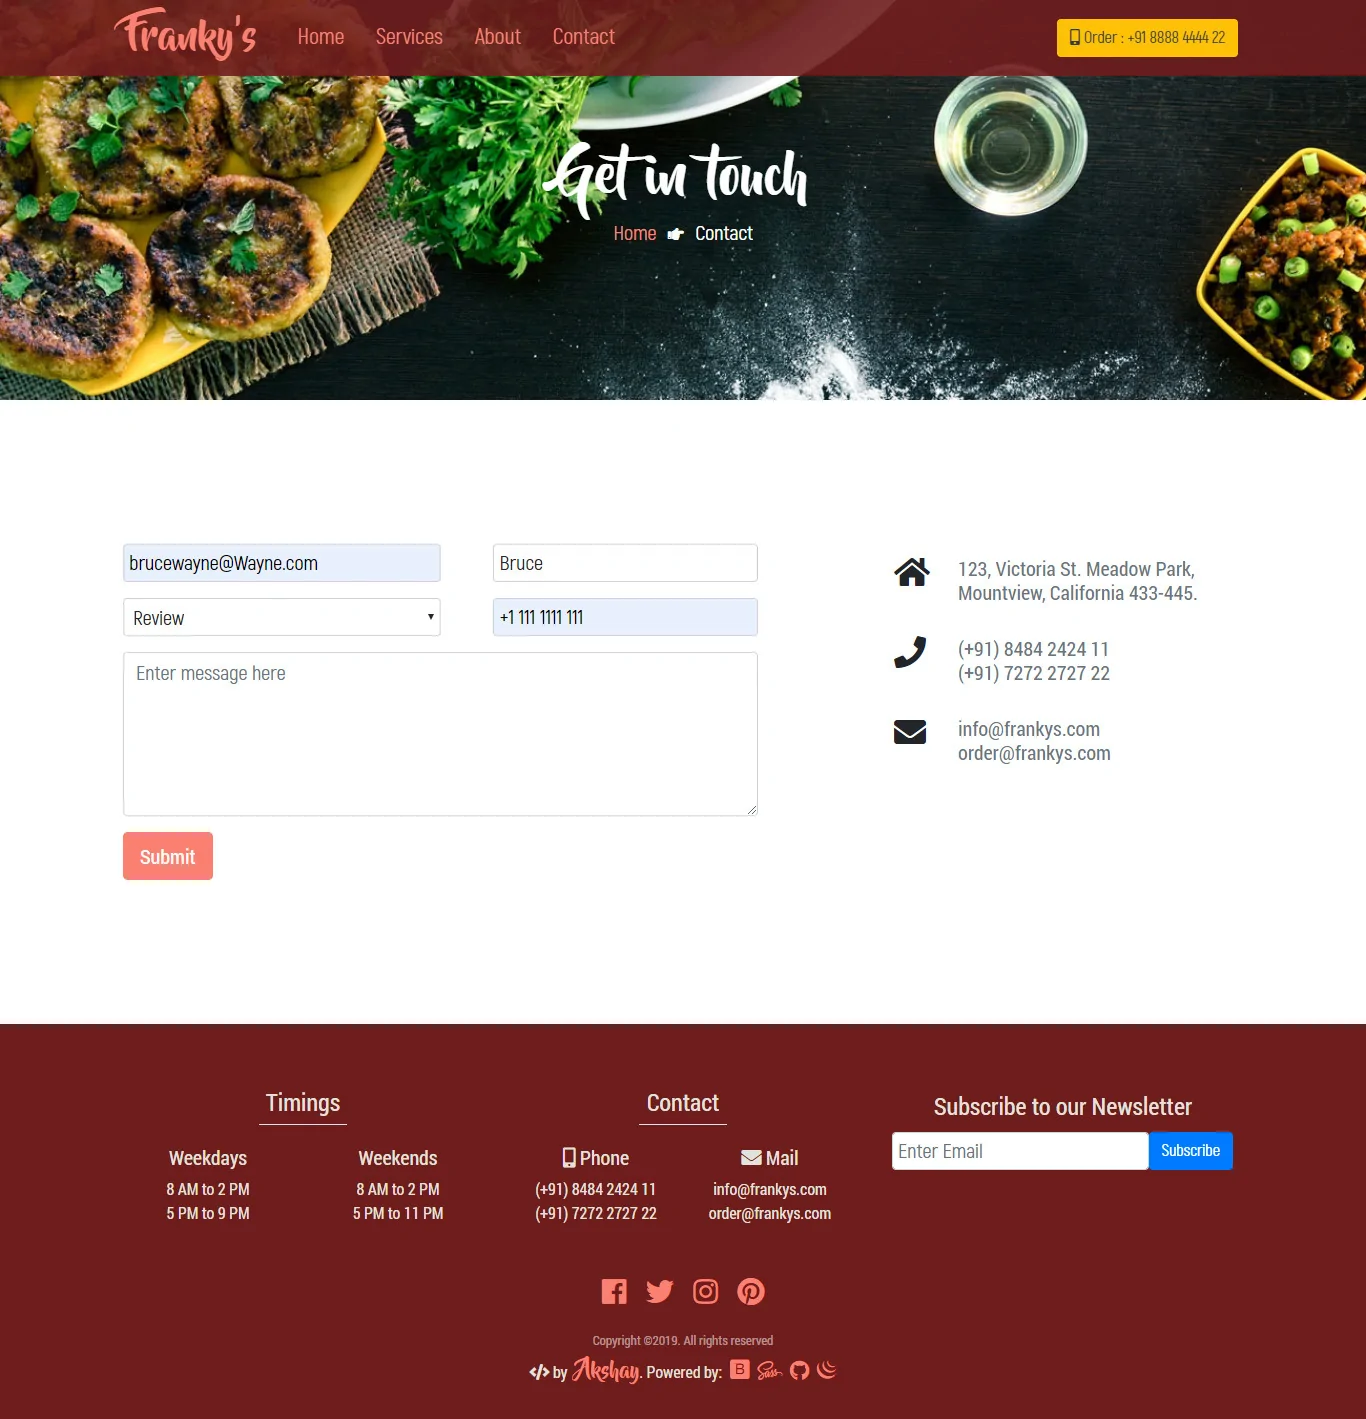 Franky's
Home Services About Contact
Order : +91 8888 4444 22
Get in touch
Home Contact
brucewayne@Wayne.com
Bruce
Review
+1 111 1111 111
Enter message here
Submit
123, Victoria St. Meadow Park,
Mountview, California 433-445.
(+91) 8484 2424 11
(+91) 7272 2727 22
info@frankys.com
order@frankys.com
Timings
Weekdays
8 AM to 2 PM
5 PM to 9 PM
Weekends
8 AM to 2 PM
5 PM to 11 PM
Contact
Phone
(+91) 8484 2424 11
(+91) 7272 2727 22
Mail
info@frankys.com
order@frankys.com
Subscribe to our Newsletter
Enter Email
Subscribe
Copyright ©2019. All rights reserved
</> by Akshay. Powered by: B Sass